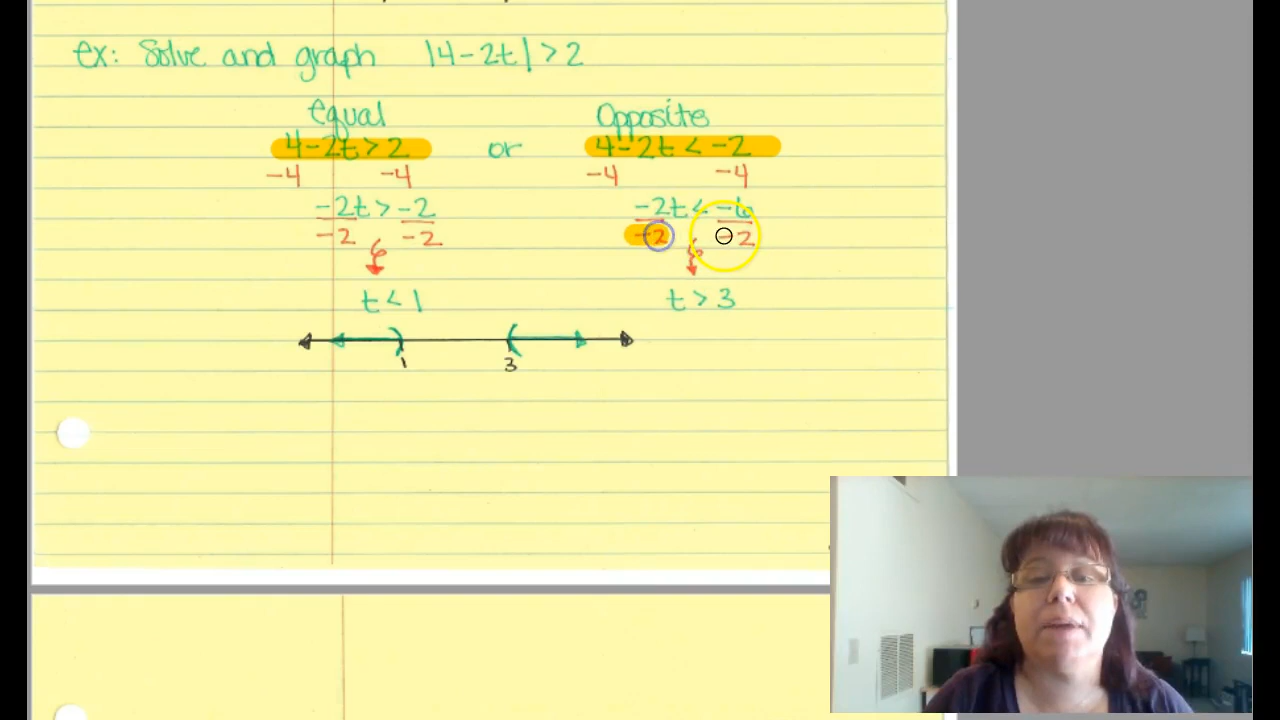 ex: Solve and graph |4-2t| > 2
equal Opposite
4-2t > 2 or 4-2t < -2
-4 -4 -4 -4
-2t > -2 -2t < -6
-2 -2 -2 -2
t < 1 t > 3
1 3